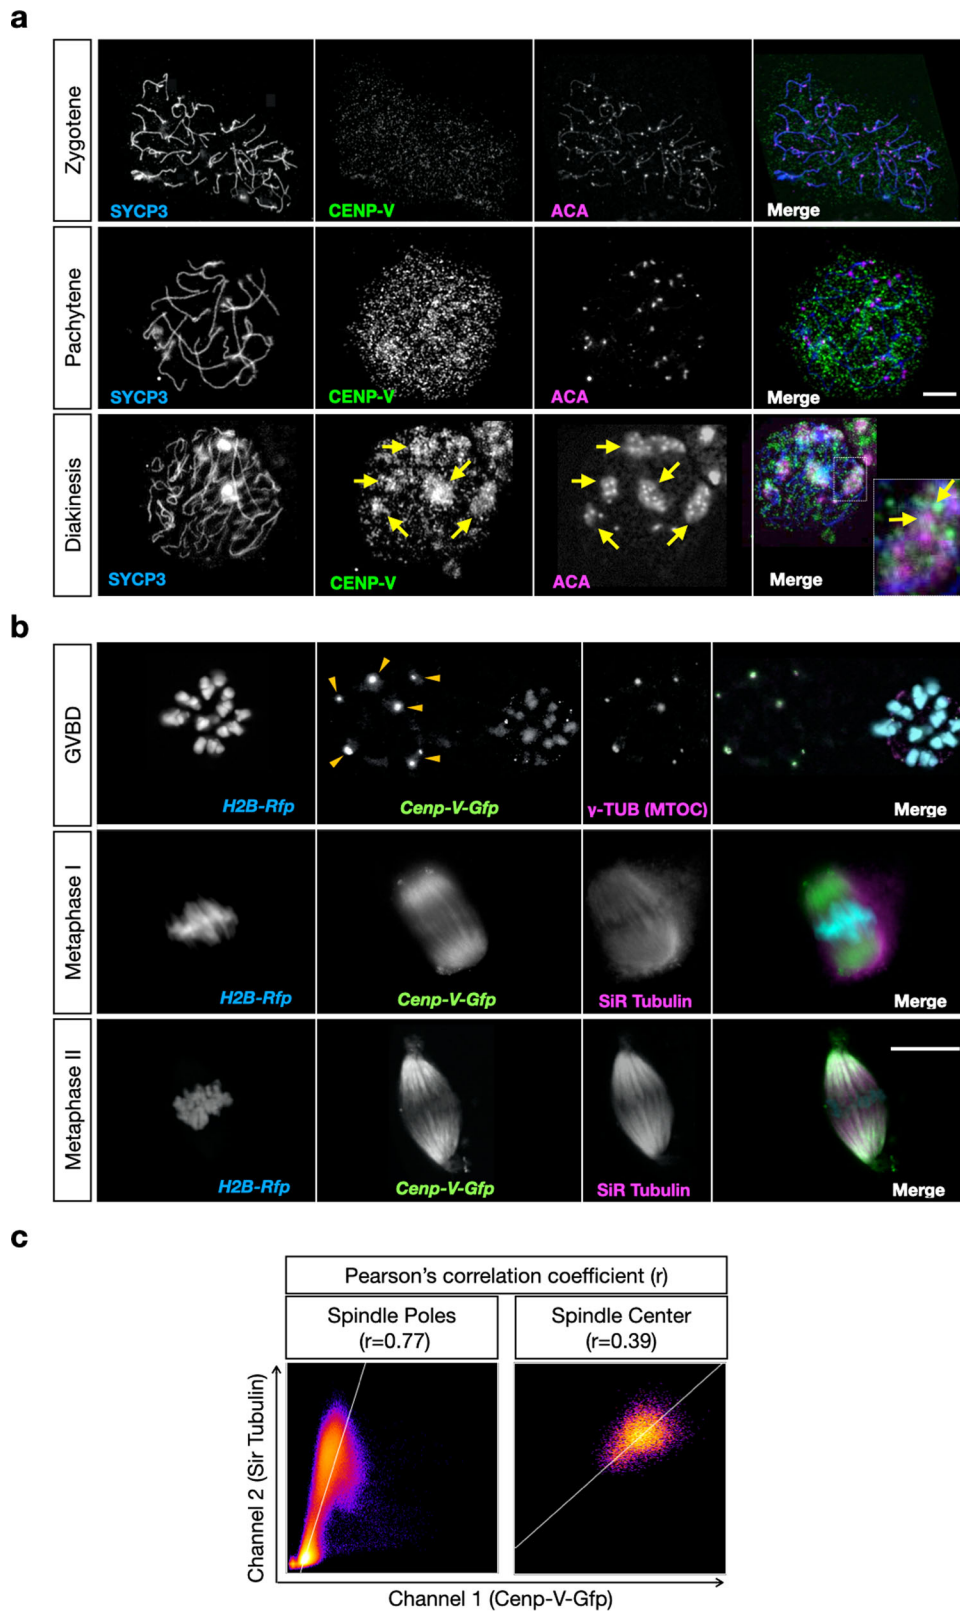 a
Zygotene
SYCP3
CENP-V
ACA
Merge
Pachytene
SYCP3
CENP-V
ACA
Merge
Diakinesis
SYCP3
CENP-V
ACA
Merge
b
GVBD
H2B-Rfp
Cenp-V-Gfp
γ-TUB (MTOC)
Merge
Metaphase I
H2B-Rfp
Cenp-V-Gfp
SiR Tubulin
Merge
Metaphase II
H2B-Rfp
Cenp-V-Gfp
SiR Tubulin
Merge
c
Pearson's correlation coefficient (r)
Spindle Poles
(r=0.77)
Spindle Center
(r=0.39)
Channel 2 (Sir Tubulin)
Channel 1 (Cenp-V-Gfp)